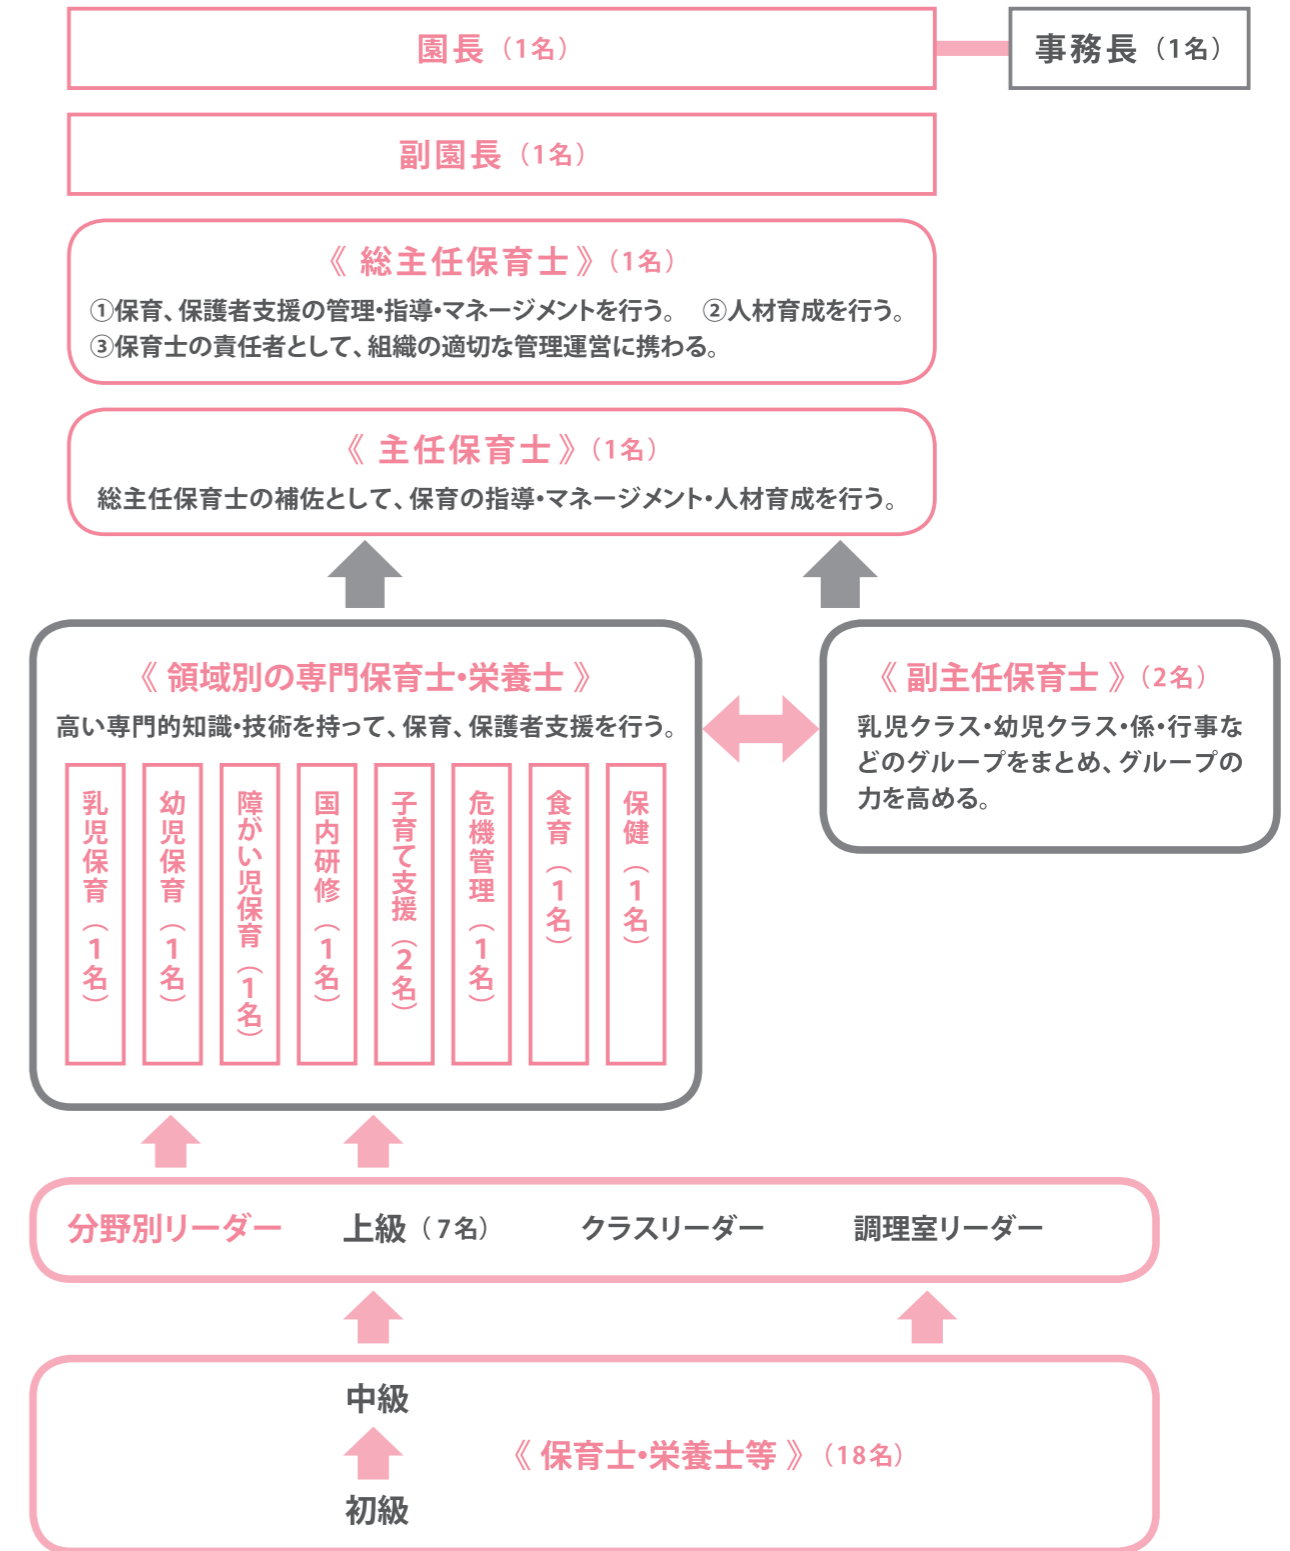 園長（1名）
事務長（1名）
副園長（1名）
《 総主任保育士 》（1名）
①保育、保護者支援の管理・指導・マネージメントを行う。　②人材育成を行う。
③保育士の責任者として、組織の適切な管理運営に携わる。
《 主任保育士 》（1名）
総主任保育士の補佐として、保育の指導・マネージメント・人材育成を行う。
《 領域別の専門保育士・栄養士 》
高い専門的知識・技術を持って、保育、保護者支援を行う。
乳児保育（1名）
幼児保育（1名）
障がい児保育（1名）
国内研修（1名）
子育て支援（2名）
危機管理（1名）
食育（1名）
保健（1名）
《 副主任保育士 》（2名）
乳児クラス・幼児クラス・係・行事な
どのグループをまとめ、グループの
力を高める。
分野別リーダー　上級（7名）　クラスリーダー　調理室リーダー
中級
《 保育士・栄養士等 》（18名）
初級